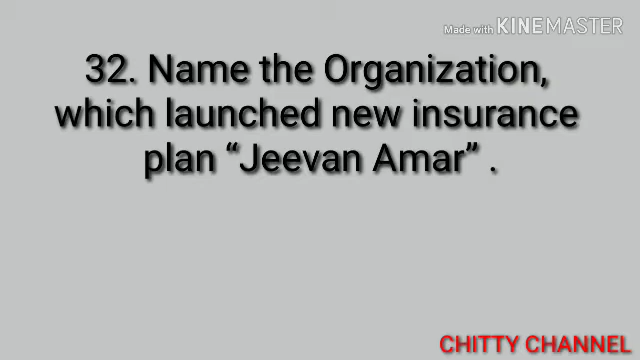 Made with KINEMASTER
32. Name the Organization,
which launched new insurance
plan “Jeevan Amar” .
CHITTY CHANNEL